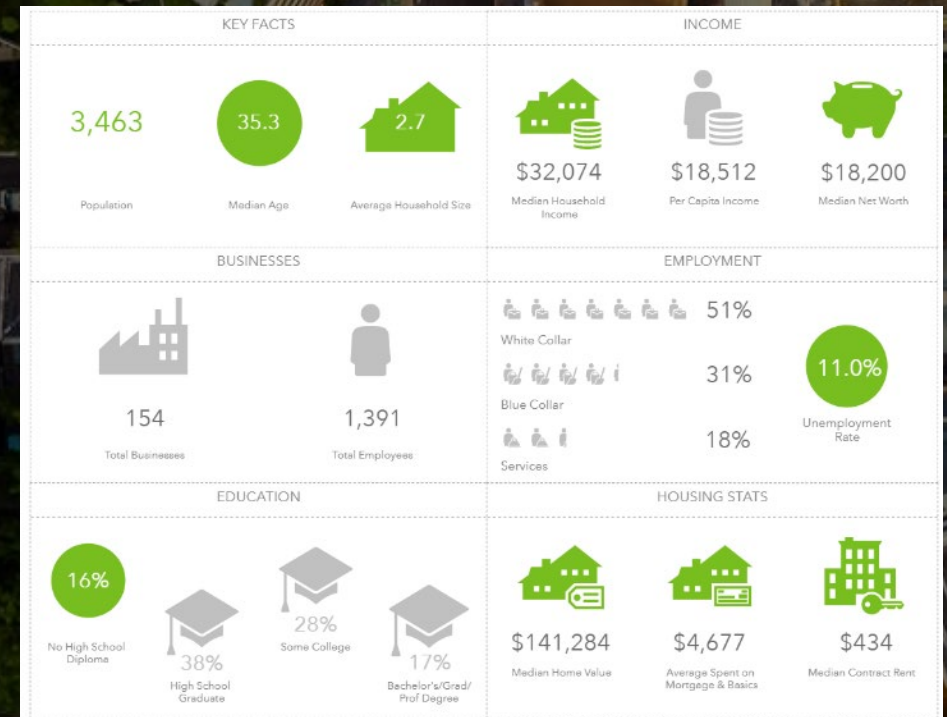 KEY FACTS
3,463
Population
35.3
Median Age
2.7
Average Household Size
INCOME
$32,074
Median Household
Income
$18,512
Per Capita Income
$18,200
Median Net Worth
BUSINESSES
154
Total Businesses
1,391
Total Employees
EMPLOYMENT
51%
White Collar
31%
Blue Collar
18%
Services
11.0%
Unemployment
Rate
EDUCATION
16%
No High School
Diploma
38%
High School
Graduate
28%
Some College
17%
Bachelor's/Grad/
Prof Degree
HOUSING STATS
$141,284
Median Home Value
$4,677
Average Spent on
Mortgage & Basics
$434
Median Contract Rent